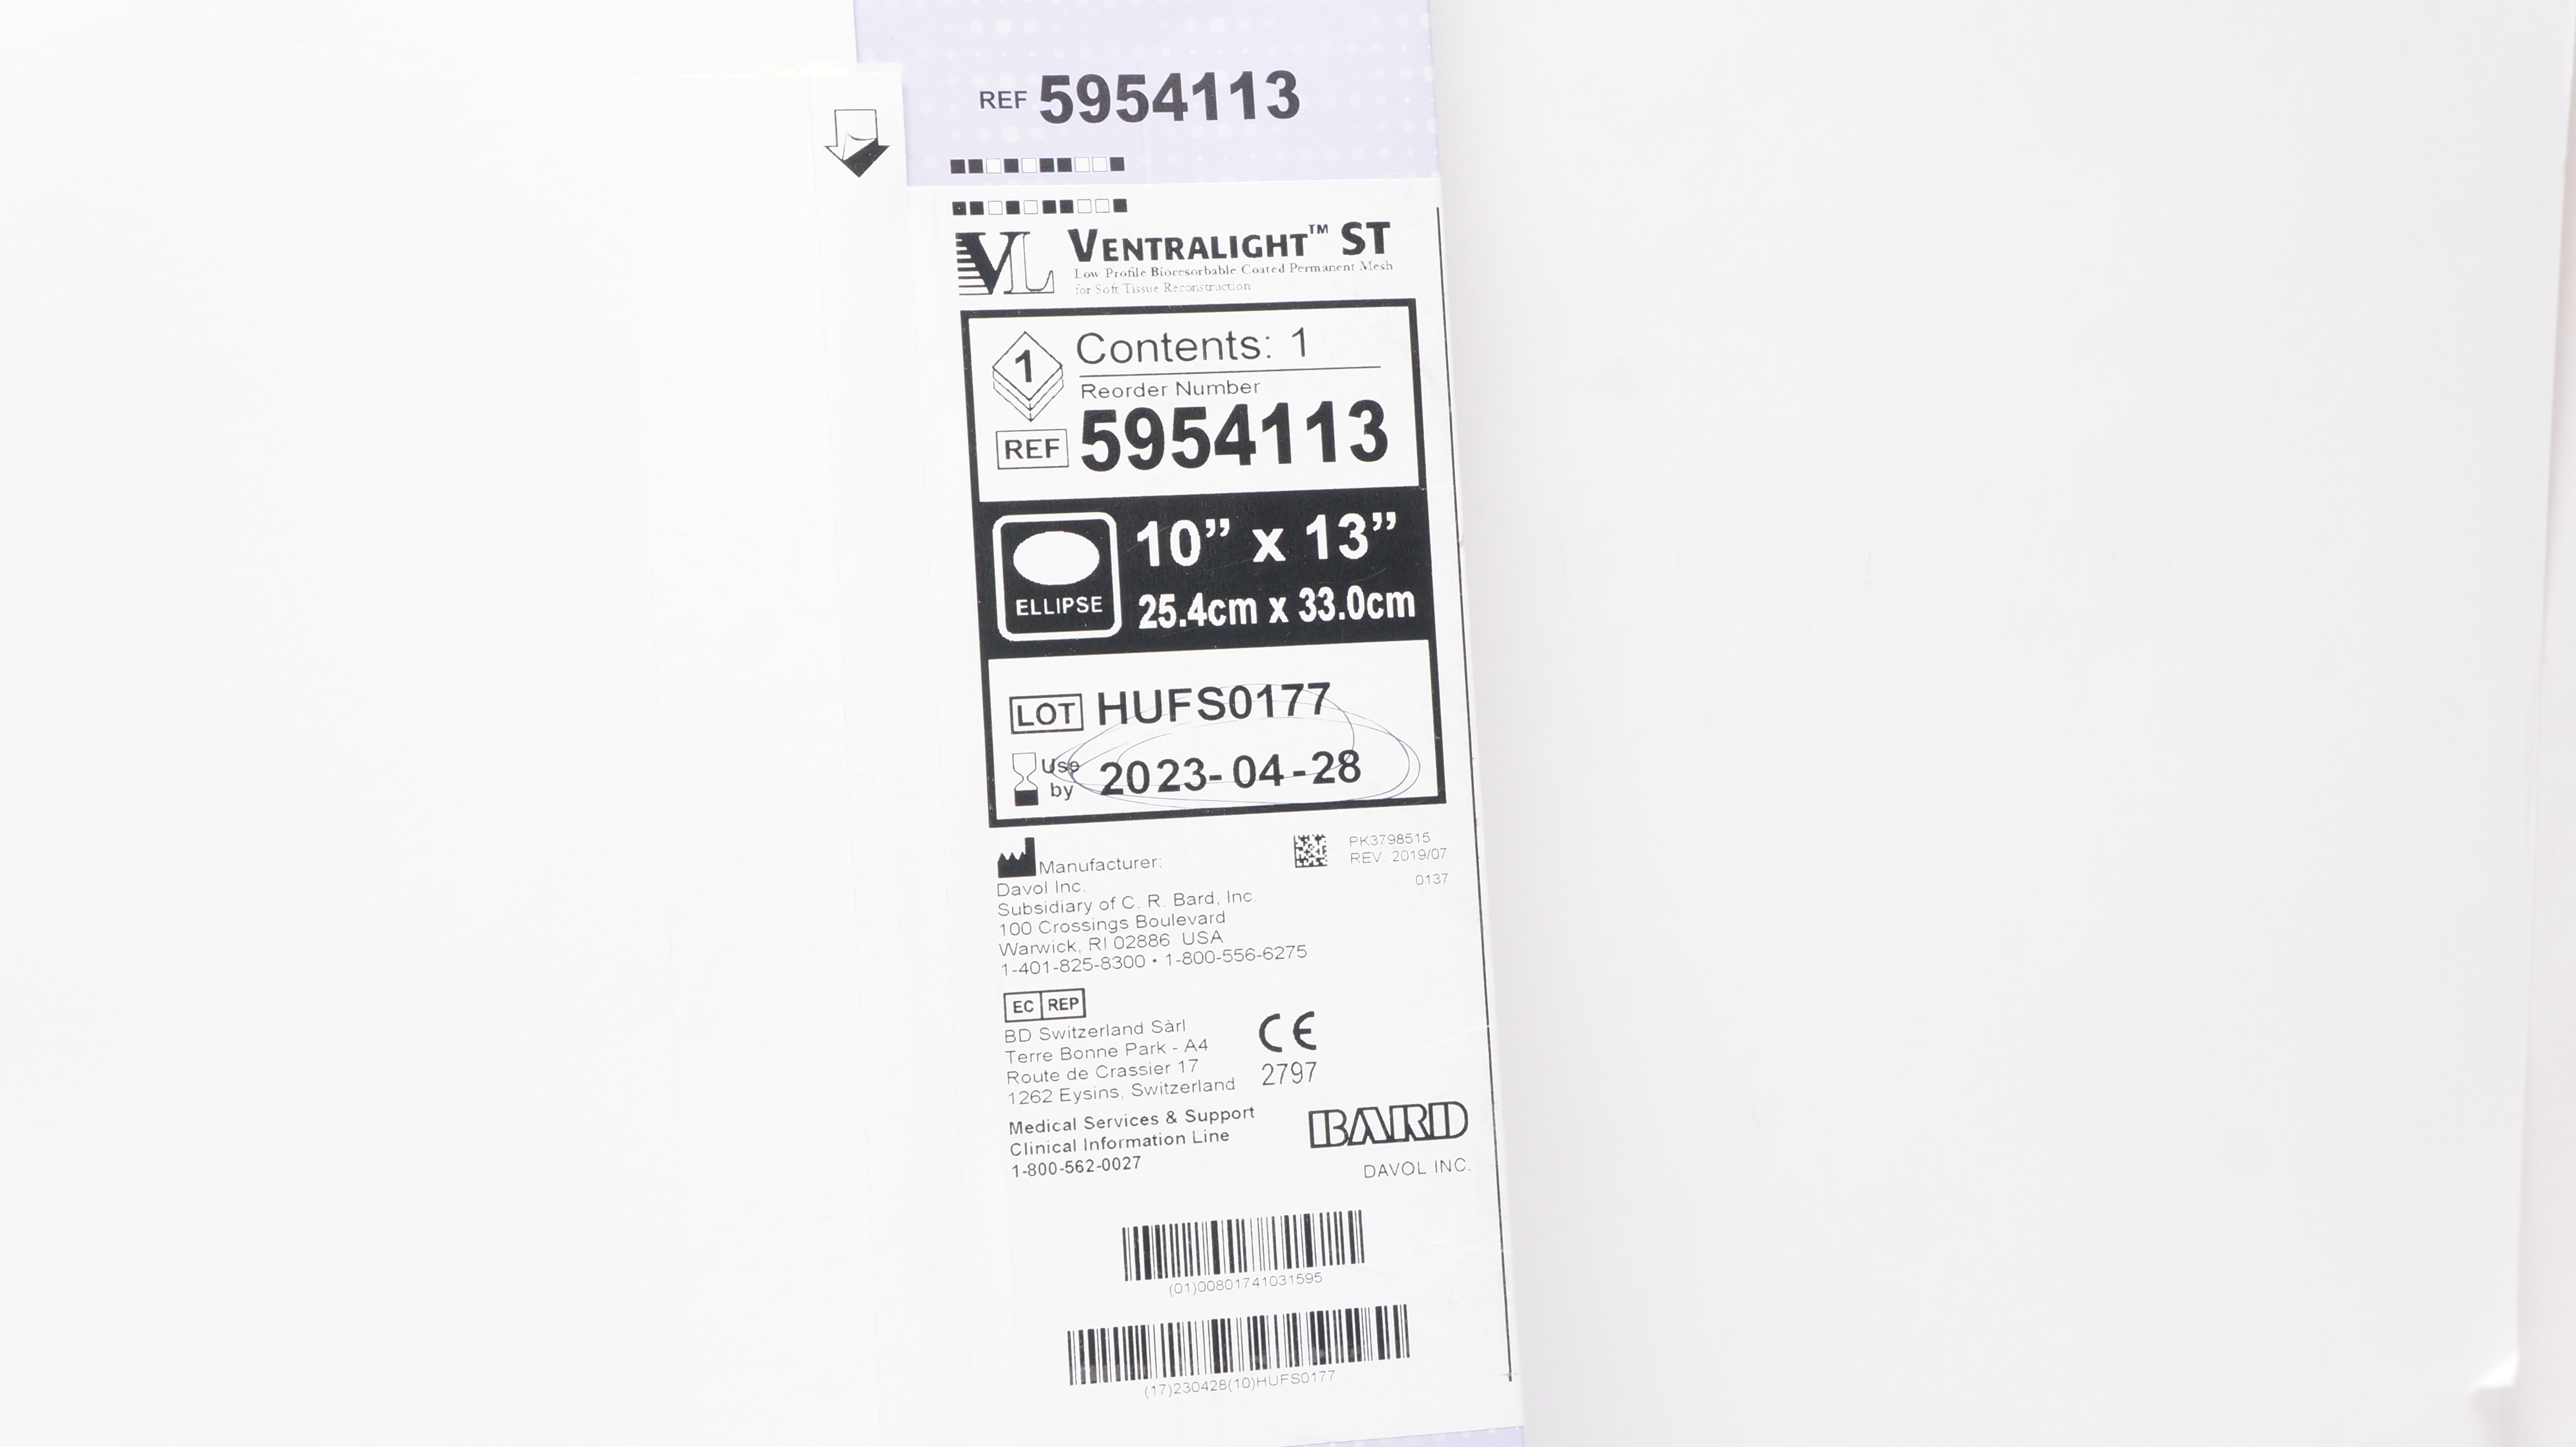 REF 5954113
VL VENTRALIGHT™ ST
Low Profile Bioresorbable Coated Permanent Mesh
for Soft Tissue Reconstruction
1 Contents: 1
Reorder Number
REF 5954113
10” x 13”
ELLIPSE 25.4cm x 33.0cm
LOT HUFS0177
Use by 2023-04-28
PK3798515
REV. 2019/07
0137
Manufacturer:
Davol Inc.
Subsidiary of C. R. Bard, Inc.
100 Crossings Boulevard
Warwick, RI 02886 USA
1-401-825-8300 • 1-800-556-6275
EC REP
BD Switzerland Sàrl
Terre Bonne Park - A4
Route de Crassier 17
1262 Eysins, Switzerland
CE
2797
Medical Services & Support
Clinical Information Line
1-800-562-0027
BARD
DAVOL INC.
(01)00801741031595
(17)230428(10)HUFS0177